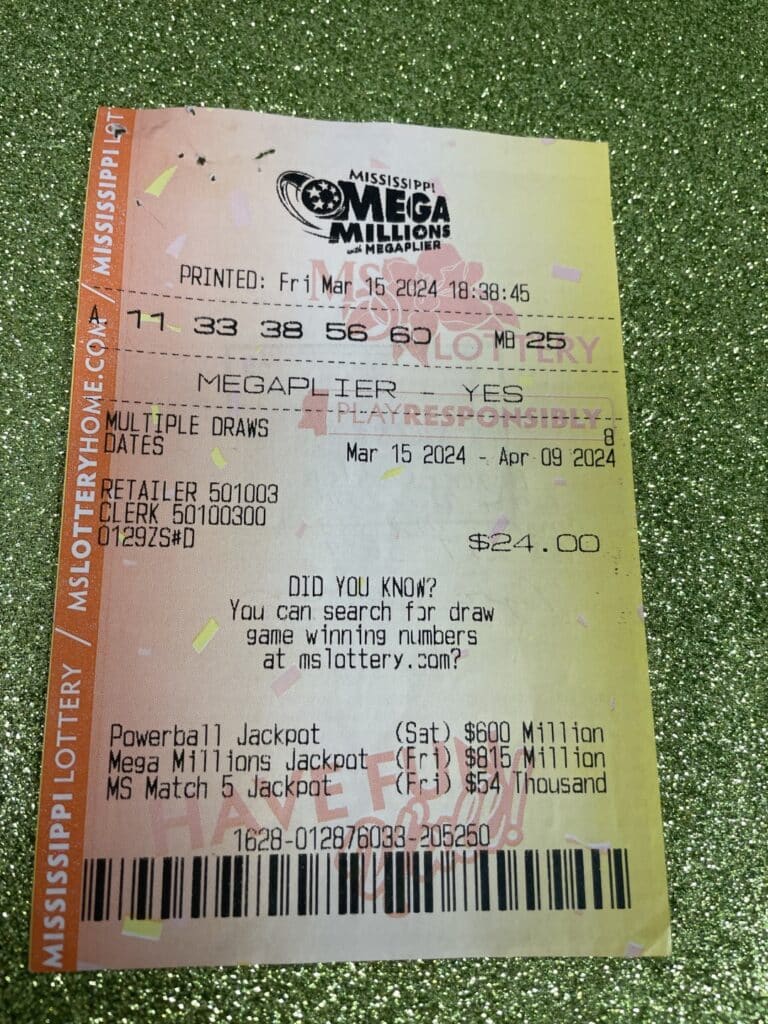 MISSISSIPPI
MEGA
MILLIONS
with MEGAPLIER
PRINTED: Fri Mar 15 2024 18:38:45
A 11 33 38 56 60 MB 25
MS
LOTTERY
MEGAPLIER - YES
PLAYRESPONSIBLY
MULTIPLE DRAWS 8
DATES Mar 15 2024 - Apr 09 2024
RETAILER 501003
CLERK 50100300
0129ZS#D $24.00
DID YOU KNOW?
You can search for draw
game winning numbers
at mslottery.com?
Powerball Jackpot (Sat) $600 Million
Mega Millions Jackpot (Fri) $815 Million
MS Match 5 Jackpot (Fri) $54 Thousand
HAVE FUN
1628-012876033-205250
MISSISSIPPI LOTTERY / MSLOTTERYHOME.COM / MISSISSIPPI LOT